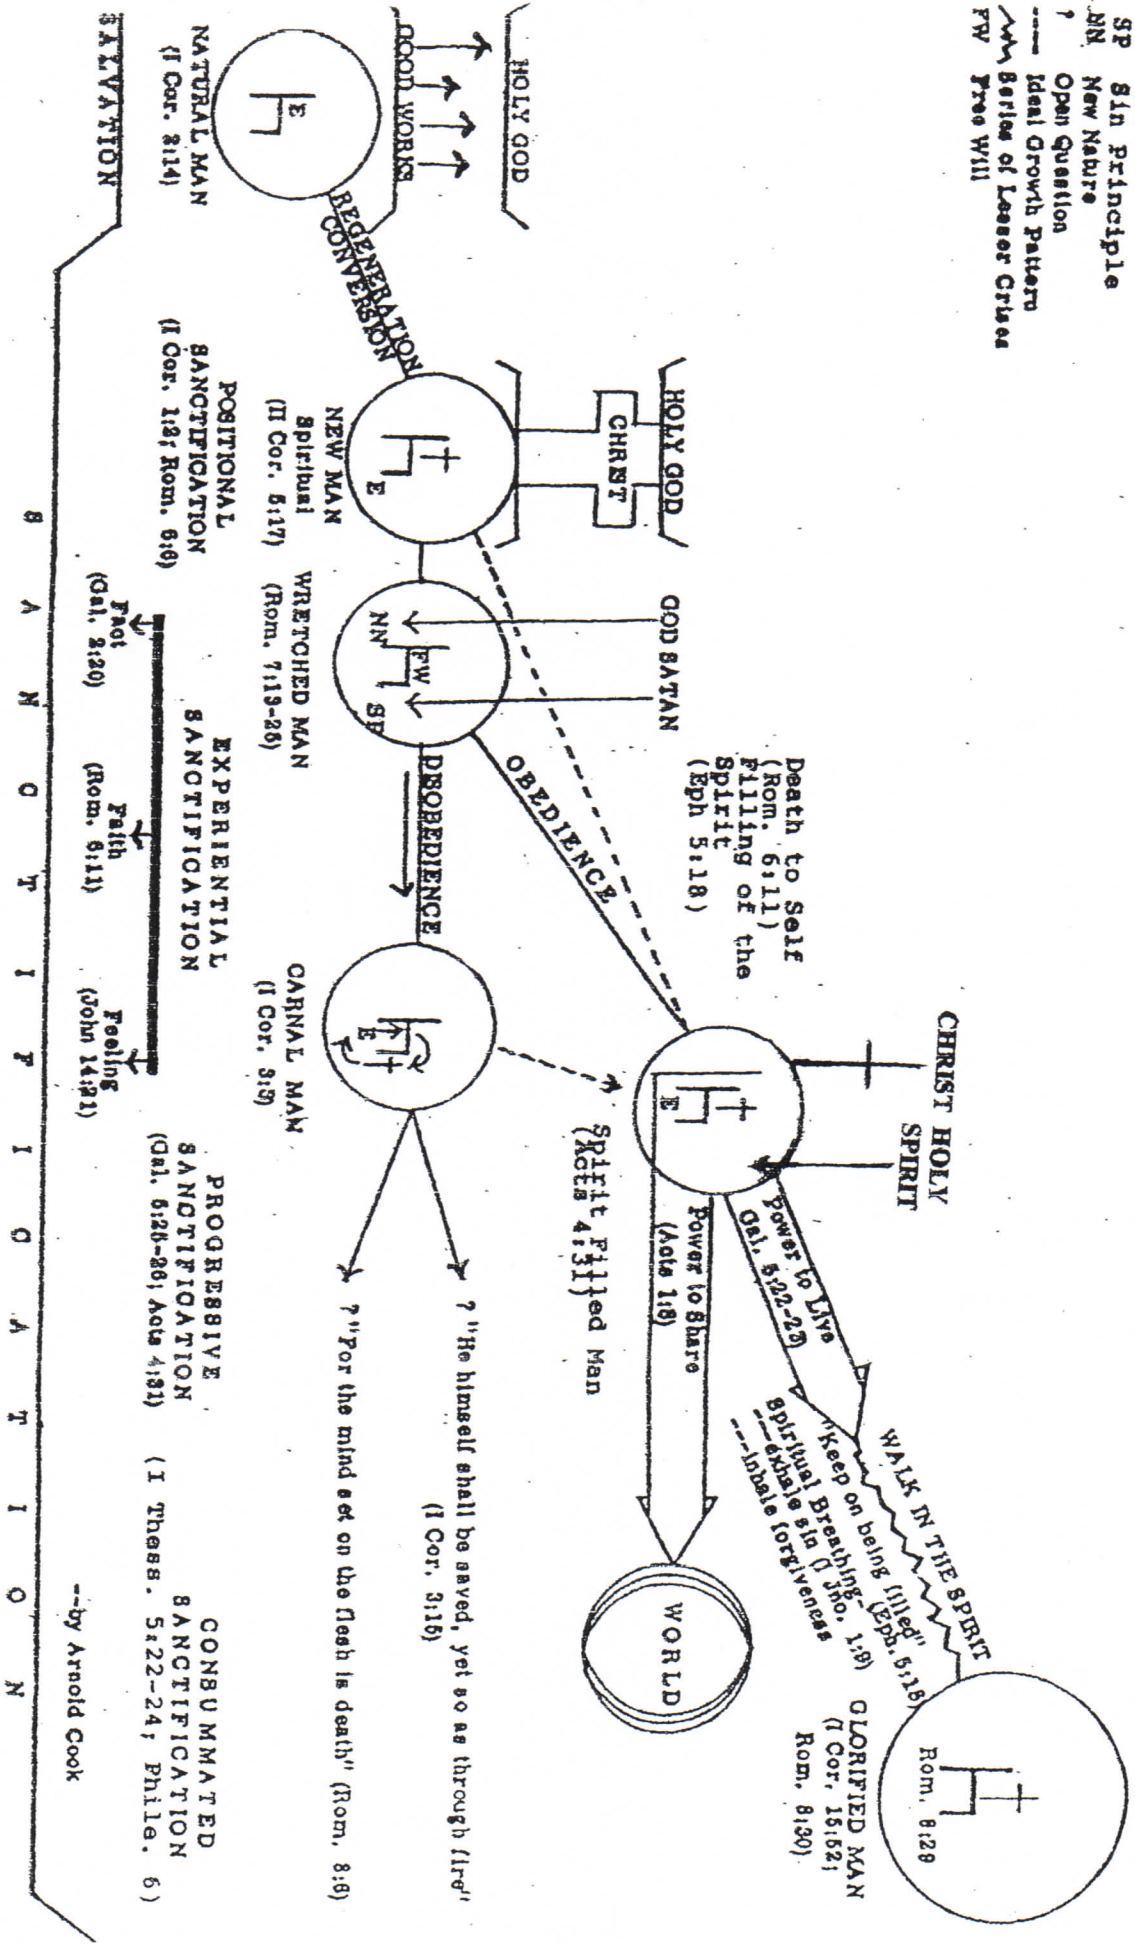 SP Sin Principle
NN New Nature
? Open Question
---- Ideal Growth Pattern
Series of Lesser Crises
FW Free Will
HOLY GOD
GOOD WORKS
E
NATURAL MAN
(I Cor. 2:14)
SALVATION
REGENERATION
CONVERSION
HOLY GOD
CHRIST
E
NEW MAN
Spiritual
(II Cor. 5:17)
POSITIONAL
SANCTIFICATION
(I Cor. 1:2; Rom. 6:6)
GOD SATAN
NN FW SP
WRETCHED MAN
(Rom. 7:13-25)
OBEDIENCE
DISOBEDIENCE
Death to Self
(Rom. 6:11)
Filling of the
Spirit
(Eph 5:18)
EXPERIENTIAL
SANCTIFICATION
Fact
(Gal. 2:20)
Faith
(Rom. 6:11)
Feeling
(John 14:21)
E
CARNAL MAN
(I Cor. 3:3)
CHRIST HOLY
SPIRIT
E
Spirit Filled Man
(Acts 4:31)
Power to Live
Gal. 5:22-23)
Power to Share
(Acts 1:8)
WORLD
WALK IN THE SPIRIT
"Keep on being filled"
(Eph. 5:18)
Spiritual Breathing-
---exhale sin (I Jno. 1:9)
---inhale forgiveness
Rom. 8:29
GLORIFIED MAN
(I Cor. 15:52;
Rom. 8:30)
? "He himself shall be saved, yet so as through fire"
(I Cor. 3:15)
? "For the mind set on the flesh is death" (Rom. 8:6)
PROGRESSIVE
SANCTIFICATION
(Gal. 5:25-26; Acts 4:31)
CONSUMMATED
SANCTIFICATION
(I Thess. 5:22-24; Phile. 6)
SANCTIFICATION
--by Arnold Cook